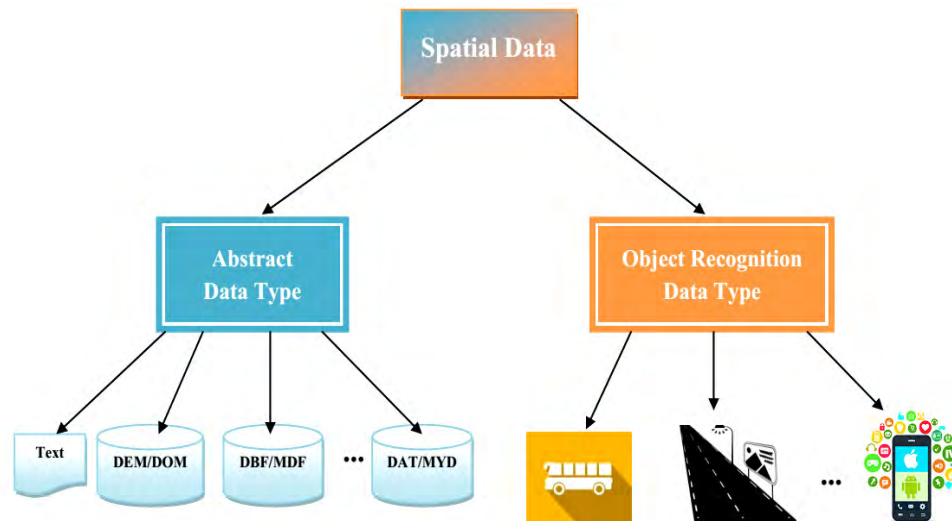 Spatial Data
Abstract
Data Type
Object Recognition
Data Type
Text
DEM/DOM
DBF/MDF
...
DAT/MYD
...